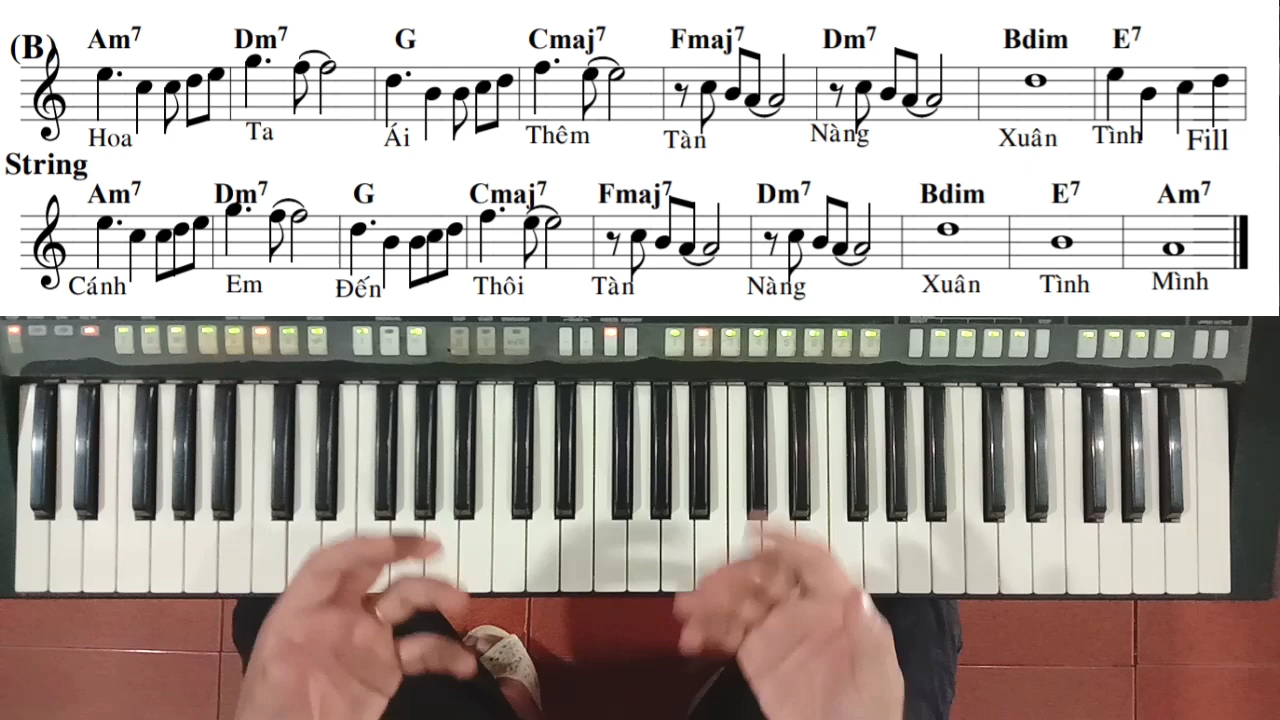 (B) Am7 Dm7 G Cmaj7 Fmaj7 Dm7 Bdim E7
Hoa Ta Ái Thêm Tàn Nàng Xuân Tình Fill
String
Am7 Dm7 G Cmaj7 Fmaj7 Dm7 Bdim E7 Am7
Cánh Em Đến Thôi Tàn Nàng Xuân Tình Mình